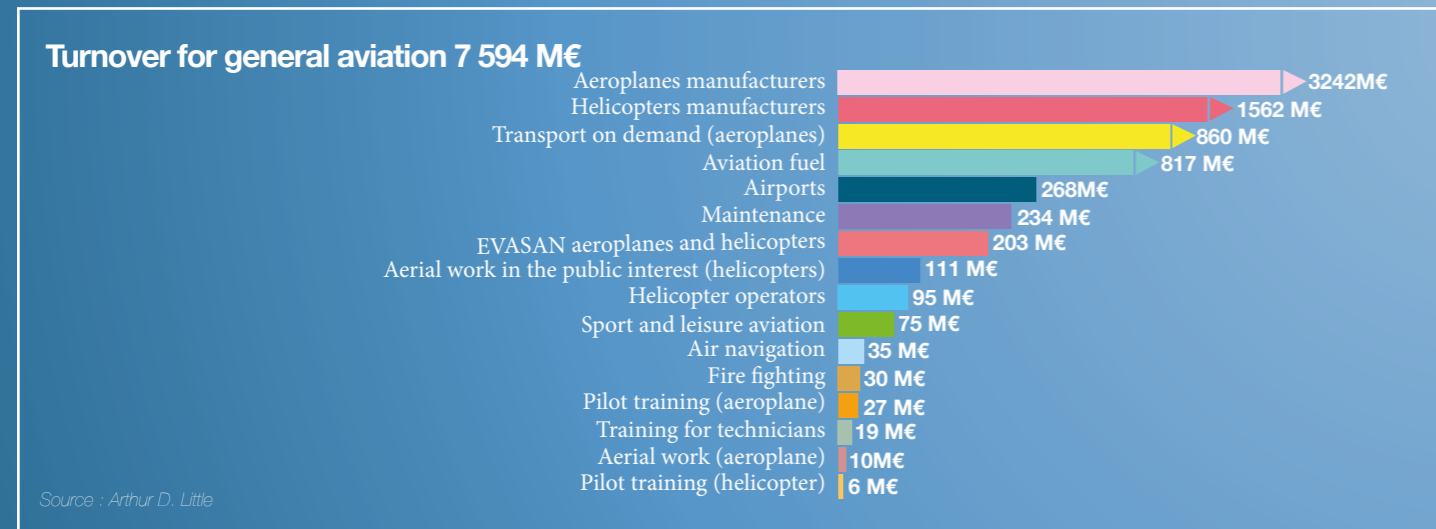 Turnover for general aviation 7 594 M€
Aeroplanes manufacturers 3242M€
Helicopters manufacturers 1562 M€
Transport on demand (aeroplanes) 860 M€
Aviation fuel 817 M€
Airports 268M€
Maintenance 234 M€
EVASAN aeroplanes and helicopters 203 M€
Aerial work in the public interest (helicopters) 111 M€
Helicopter operators 95 M€
Sport and leisure aviation 75 M€
Air navigation 35 M€
Fire fighting 30 M€
Pilot training (aeroplane) 27 M€
Training for technicians 19 M€
Aerial work (aeroplane) 10M€
Pilot training (helicopter) 6 M€
Source : Arthur D. Little